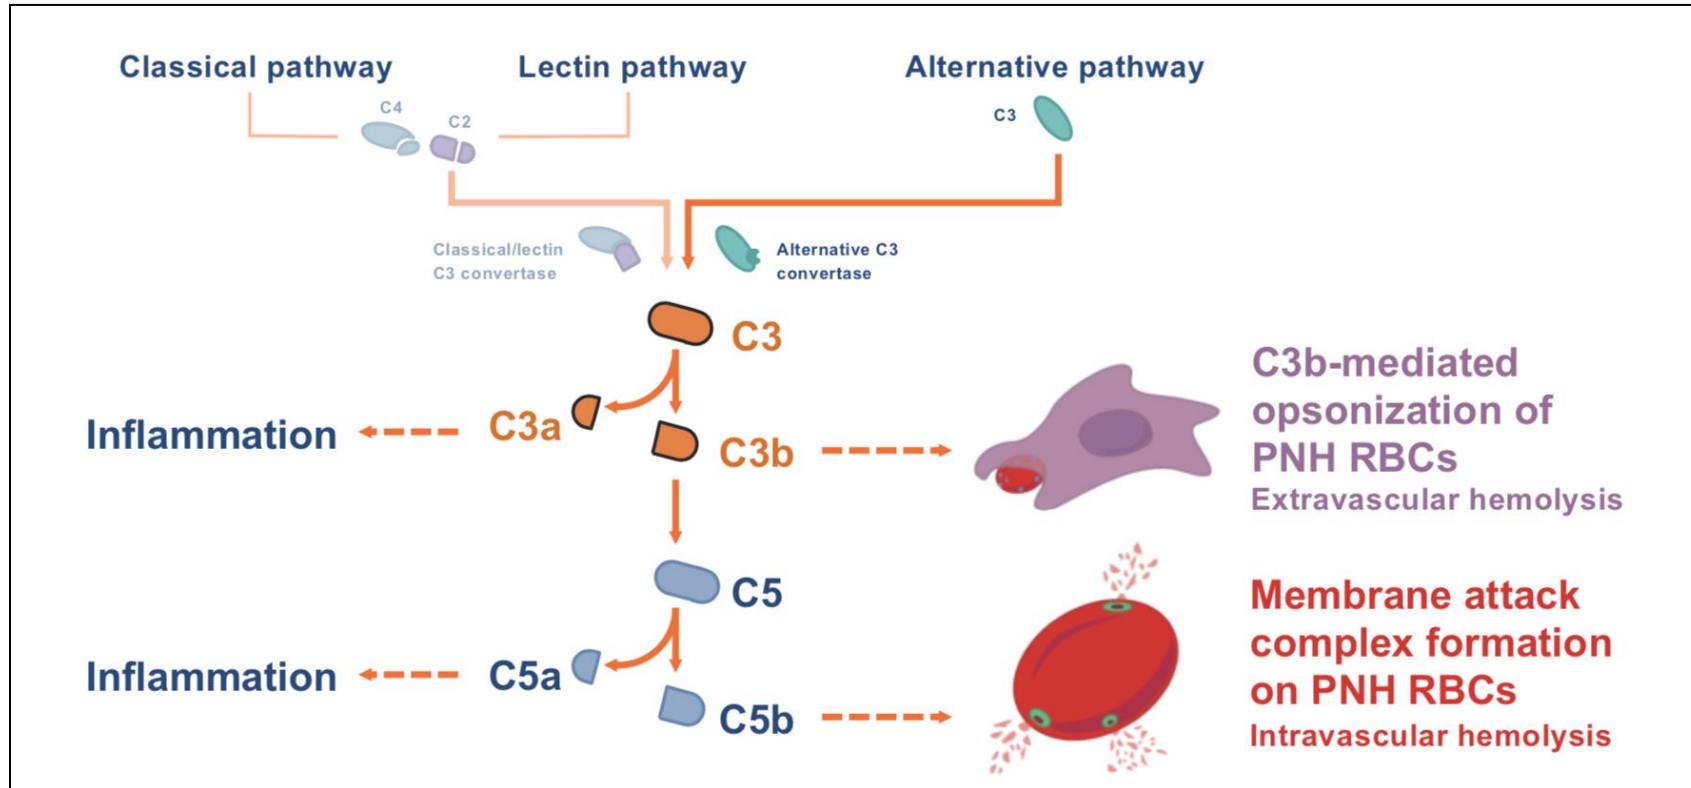 Classical pathway
Lectin pathway
Alternative pathway
C4
C2
C3
Classical/lectin
C3 convertase
Alternative C3
convertase
C3
C3a
Inflammation
C3b
C3b-mediated
opsonization of
PNH RBCs
Extravascular hemolysis
C5
C5a
Inflammation
C5b
Membrane attack
complex formation
on PNH RBCs
Intravascular hemolysis